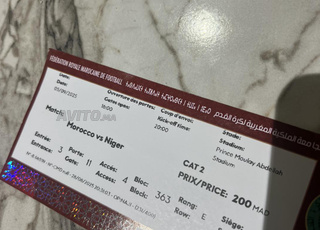 FÉDÉRATION ROYALE MAROCAINE DE FOOTBALL
الجامعة الملكية المغربية لكرة القدم
AVITO.ma
Date:
Date:
05/09/2025
Ouverture des portes:
Gates open:
16:00
Coup d'envoi:
Kick-off time:
20:00
Stade:
Stadium:
Prince Moulay Abdellah
Stadium
Match:
Morocco vs Niger
CAT 2
PRIX/PRICE: 200 MAD
Entrée:
Entrance:
3
Porte:
Gate:
11
Accès:
Access:
4
Bloc:
Block:
363
Rang:
Row:
E
Siège: